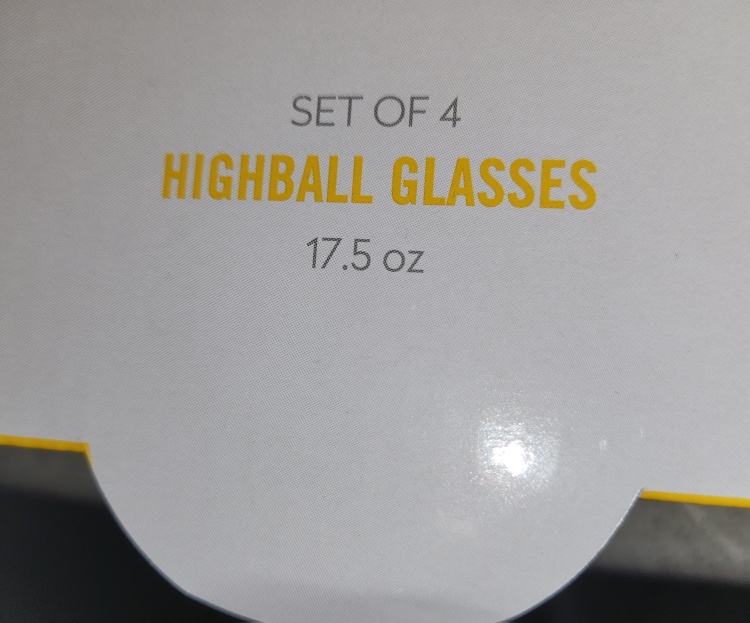 SET OF 4
HIGHBALL GLASSES
17.5 oz